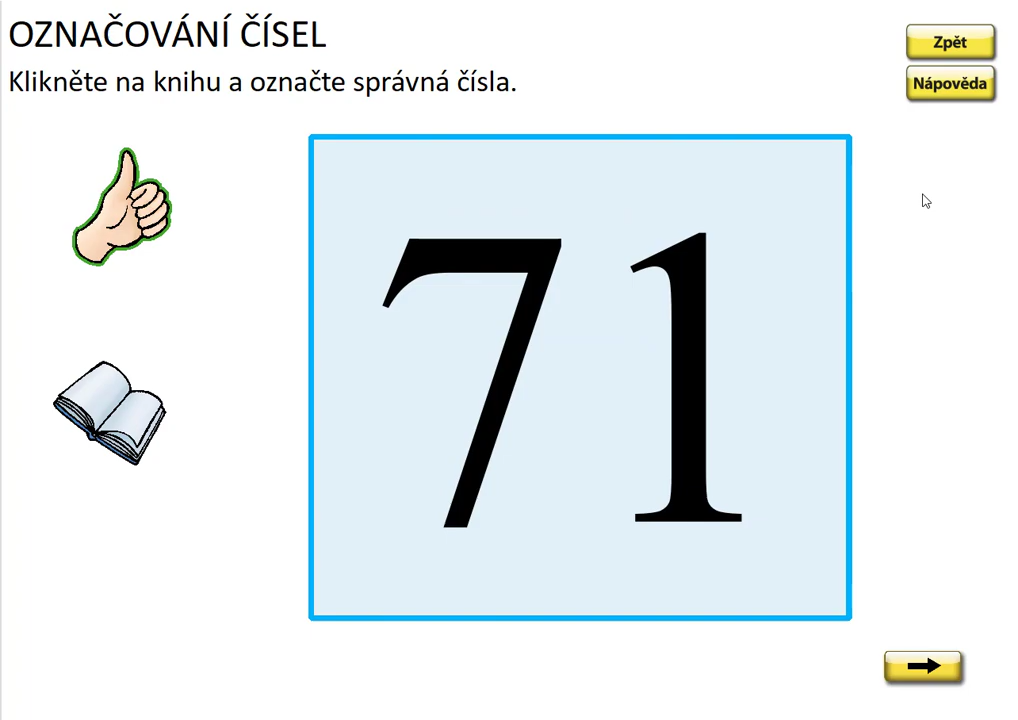 OZNAČOVÁNÍ ČÍSEL
Klikněte na knihu a označte správná čísla.
Zpět
Nápověda
71